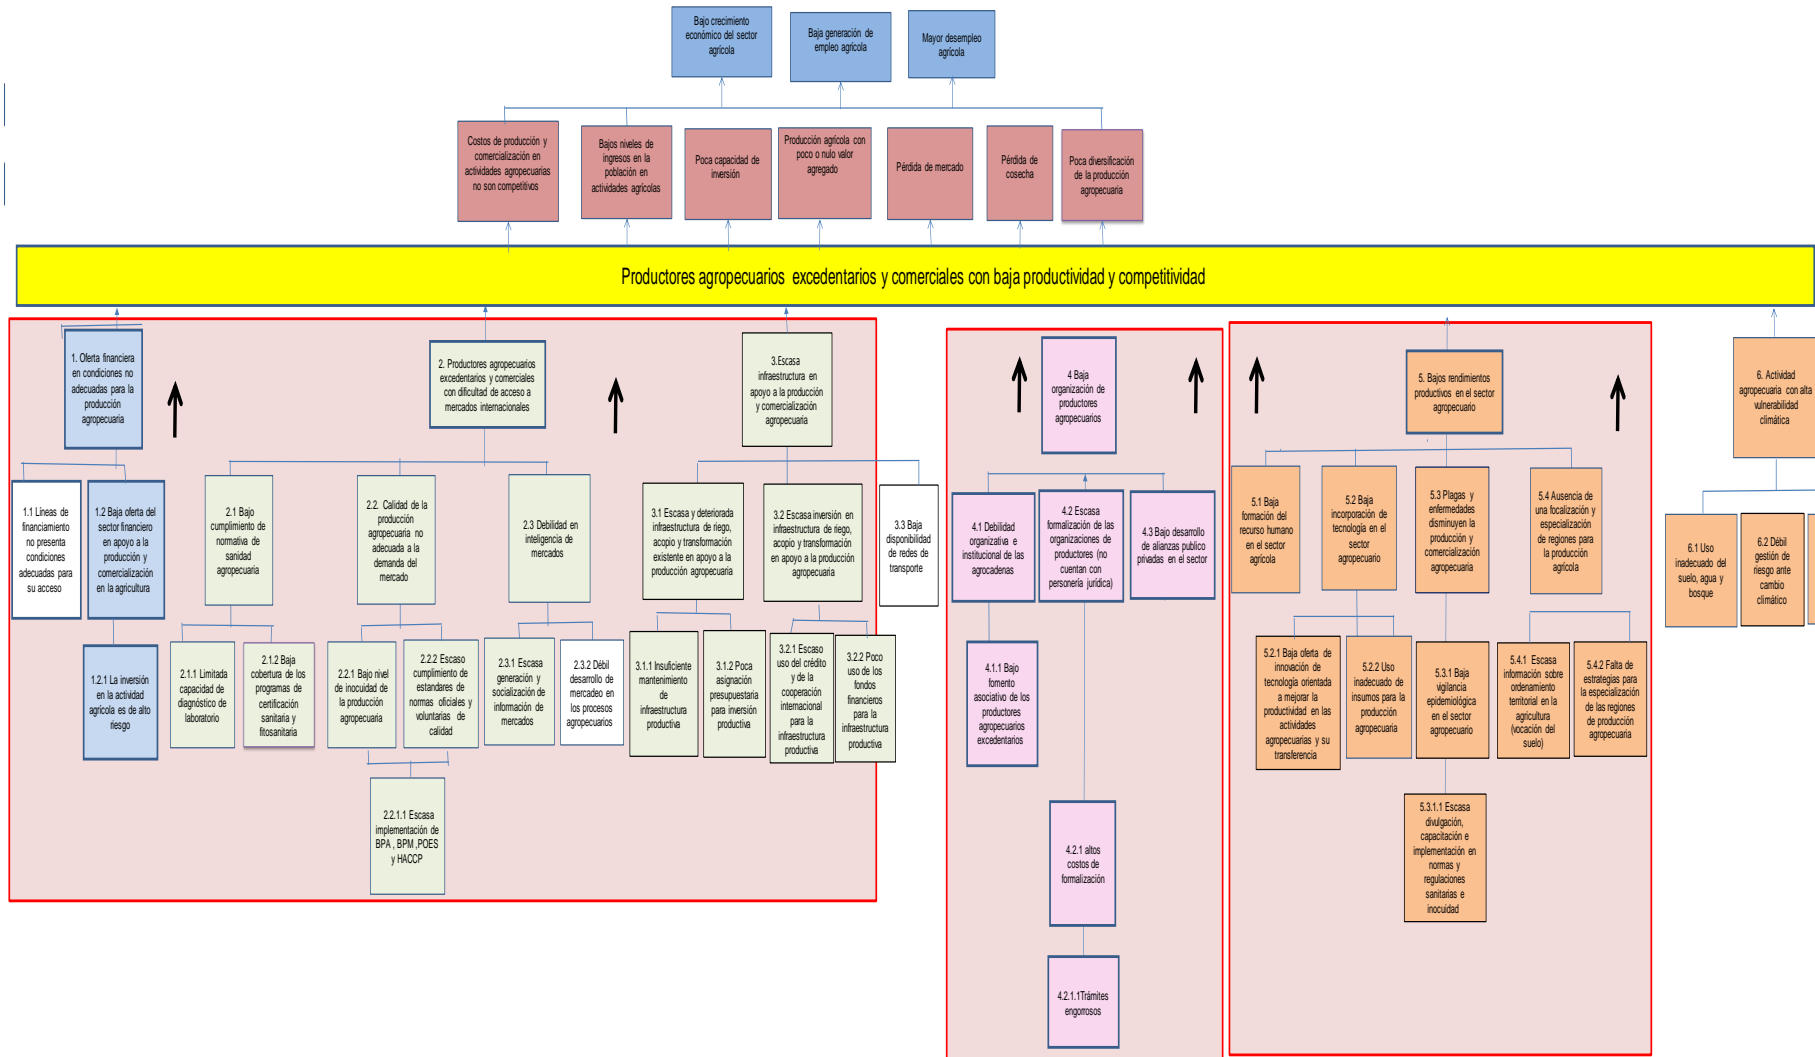 Bajo crecimiento
económico del sector
agrícola
Baja generación de
empleo agrícola
Mayor desempleo
agrícola
Costos de producción y
comercialización en
actividades agropecuarias
no son competitivos
Bajos niveles de
ingresos en la
población en
actividades agrícolas
Poca capacidad de
inversión
Producción agrícola con
poco o nulo valor
agregado
Pérdida de mercado
Pérdida de
cosecha
Poca diversificación
de la producción
agropecuaria
Productores agropecuarios excedentarios y comerciales con baja productividad y competitividad
1. Oferta financiera
en condiciones no
adecuadas para la
producción
agropecuaria
2. Productores agropecuarios
excedentarios y comerciales
con dificultad de acceso a
mercados internacionales
3.Escasa
infraestructura en
apoyo a la producción
y comercialización
agropecuaria
4 Baja
organización de
productores
agropecuarios
5. Bajos rendimientos
productivos en el sector
agropecuario
6. Actividad
agropecuaria con alta
vulnerabilidad
climática
1.1 Líneas de
financiamiento
no presenta
condiciones
adecuadas para
su acceso
1.2 Baja oferta del
sector financiero
en apoyo a la
producción y
comercialización
en la agricultura
2.1 Bajo
cumplimiento de
normativa de
sanidad
agropecuaria
2.2. Calidad de la
producción
agropecuaria no
adecuada a la
demanda del
mercado
2.3 Debilidad en
inteligencia de
mercados
3.1 Escasa y deteriorada
infraestructura de riego,
acopio y transformación
existente en apoyo a la
producción agropecuaria
3.2 Escasa inversión en
infraestructura de riego,
acopio y transformación
en apoyo a la producción
agropecuaria
3.3 Baja
disponibilidad
de redes de
transporte
4.1 Debilidad
organizativa e
institucional de las
agrocadenas
4.2 Escasa
formalización de las
organizaciones de
productores (no
cuentan con
personería jurídica)
4.3 Bajo desarrollo
de alianzas publico
privadas en el sector
5.1 Baja
formación del
recurso humano
en el sector
agrícola
5.2 Baja
incorporación de
tecnología en el
sector
agropecuario
5.3 Plagas y
enfermedades
disminuyen la
producción y
comercialización
agropecuaria
5.4 Ausencia de
una focalización y
especialización
de regiones para
la producción
agrícola
6.1 Uso
inadecuado del
suelo, agua y
bosque
6.2 Débil
gestión de
riesgo ante
cambio
climático
1.2.1 La inversión
en la actividad
agrícola es de alto
riesgo
2.1.1 Limitada
capacidad de
diagnóstico de
laboratorio
2.1.2 Baja
cobertura de los
programas de
certificación
sanitaria y
fitosanitaria
2.2.1 Bajo nivel
de inocuidad de
la producción
agropecuaria
2.2.2 Escaso
cumplimiento de
estandares de
normas oficiales y
voluntarias de
calidad
2.3.1 Escasa
generación y
socialización de
información de
mercados
2.3.2 Débil
desarrollo de
mercadeo en
los procesos
agropecuarios
3.1.1 Insuficiente
mantenimiento
de
infraestructura
productiva
3.1.2 Poca
asignación
presupuestaria
para inversión
productiva
3.2.1 Escaso
uso del crédito
y de la
cooperación
internacional
para la
infraestructura
productiva
3.2.2 Poco
uso de los
fondos
financieros
para la
infraestructura
productiva
4.1.1 Bajo
fomento
asociativo de los
productores
agropecuarios
excedentarios
5.2.1 Baja oferta de
innovación de
tecnología orientada
a mejorar la
productividad en las
actividades
agropecuarias y su
transferencia
5.2.2 Uso
inadecuado de
insumos para la
producción
agropecuaria
5.3.1 Baja
vigilancia
epidemiológica
en el sector
agropecuario
5.4.1 Escasa
información sobre
ordenamiento
territorial en la
agricultura
(vocación del
suelo)
5.4.2 Falta de
estrategias para
la especialización
de las regiones
de producción
agropecuaria
2.2.1.1 Escasa
implementación de
BPA , BPM ,POES
y HACCP
4.2.1 altos
costos de
formalización
5.3.1.1 Escasa
divulgación,
capacitación e
implementación en
normas y
regulaciones
sanitarias e
inocuidad
4.2.1.1Trámites
engorrosos